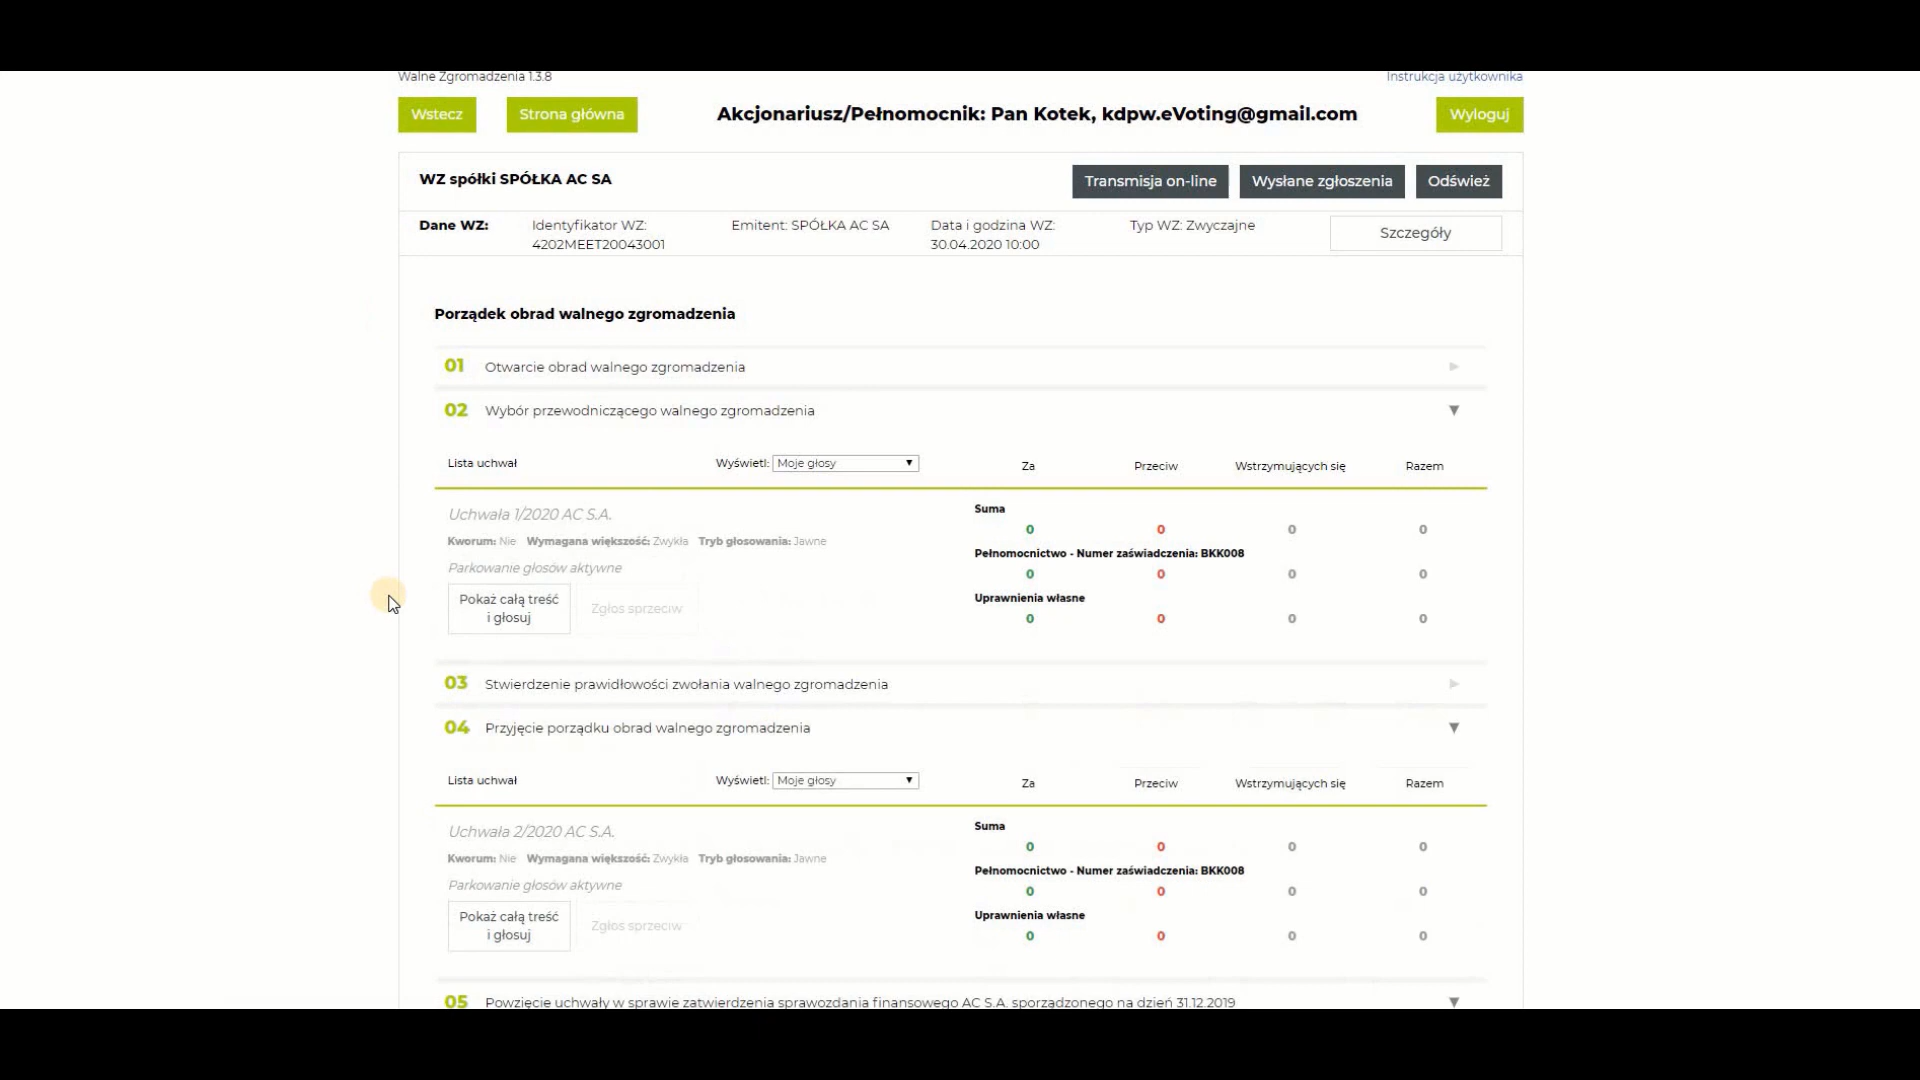 Walne Zgromadzenia 1.3.8
Instrukcja użytkownika
Wstecz
Strona główna
Akcjonariusz/Pełnomocnik: Pan Kotek, kdpw.eVoting@gmail.com
Wyloguj
WZ spółki SPÓŁKA AC SA
Transmisja on-line
Wysłane zgłoszenia
Odśwież
Dane WZ:
Identyfikator WZ:
4202MEET20043001
Emitent: SPÓŁKA AC SA
Data i godzina WZ:
30.04.2020 10:00
Typ WZ: Zwyczajne
Szczegóły
Porządek obrad walnego zgromadzenia
01 Otwarcie obrad walnego zgromadzenia
02 Wybór przewodniczącego walnego zgromadzenia
Lista uchwał Wyświetl: Moje głosy Za Przeciw Wstrzymujących się Razem
Uchwała 1/2020 AC S.A.
Kworum: Nie Wymagana większość: Zwykła Tryb głosowania: Jawne
Parkowanie głosów aktywne
Pokaż całą treść
i głosuj
Zgłos sprzeciw
Suma
0 0 0 0
Pełnomocnictwo - Numer zaświadczenia: BKK008
0 0 0 0
Uprawnienia własne
0 0 0 0
03 Stwierdzenie prawidłowości zwołania walnego zgromadzenia
04 Przyjęcie porządku obrad walnego zgromadzenia
Lista uchwał Wyświetl: Moje głosy Za Przeciw Wstrzymujących się Razem
Uchwała 2/2020 AC S.A.
Kworum: Nie Wymagana większość: Zwykła Tryb głosowania: Jawne
Parkowanie głosów aktywne
Pokaż całą treść
i głosuj
Zgłos sprzeciw
Suma
0 0 0 0
Pełnomocnictwo - Numer zaświadczenia: BKK008
0 0 0 0
Uprawnienia własne
0 0 0 0
05 Powzięcie uchwały w sprawie zatwierdzenia sprawozdania finansowego AC S.A. sporządzonego na dzień 31.12.2019